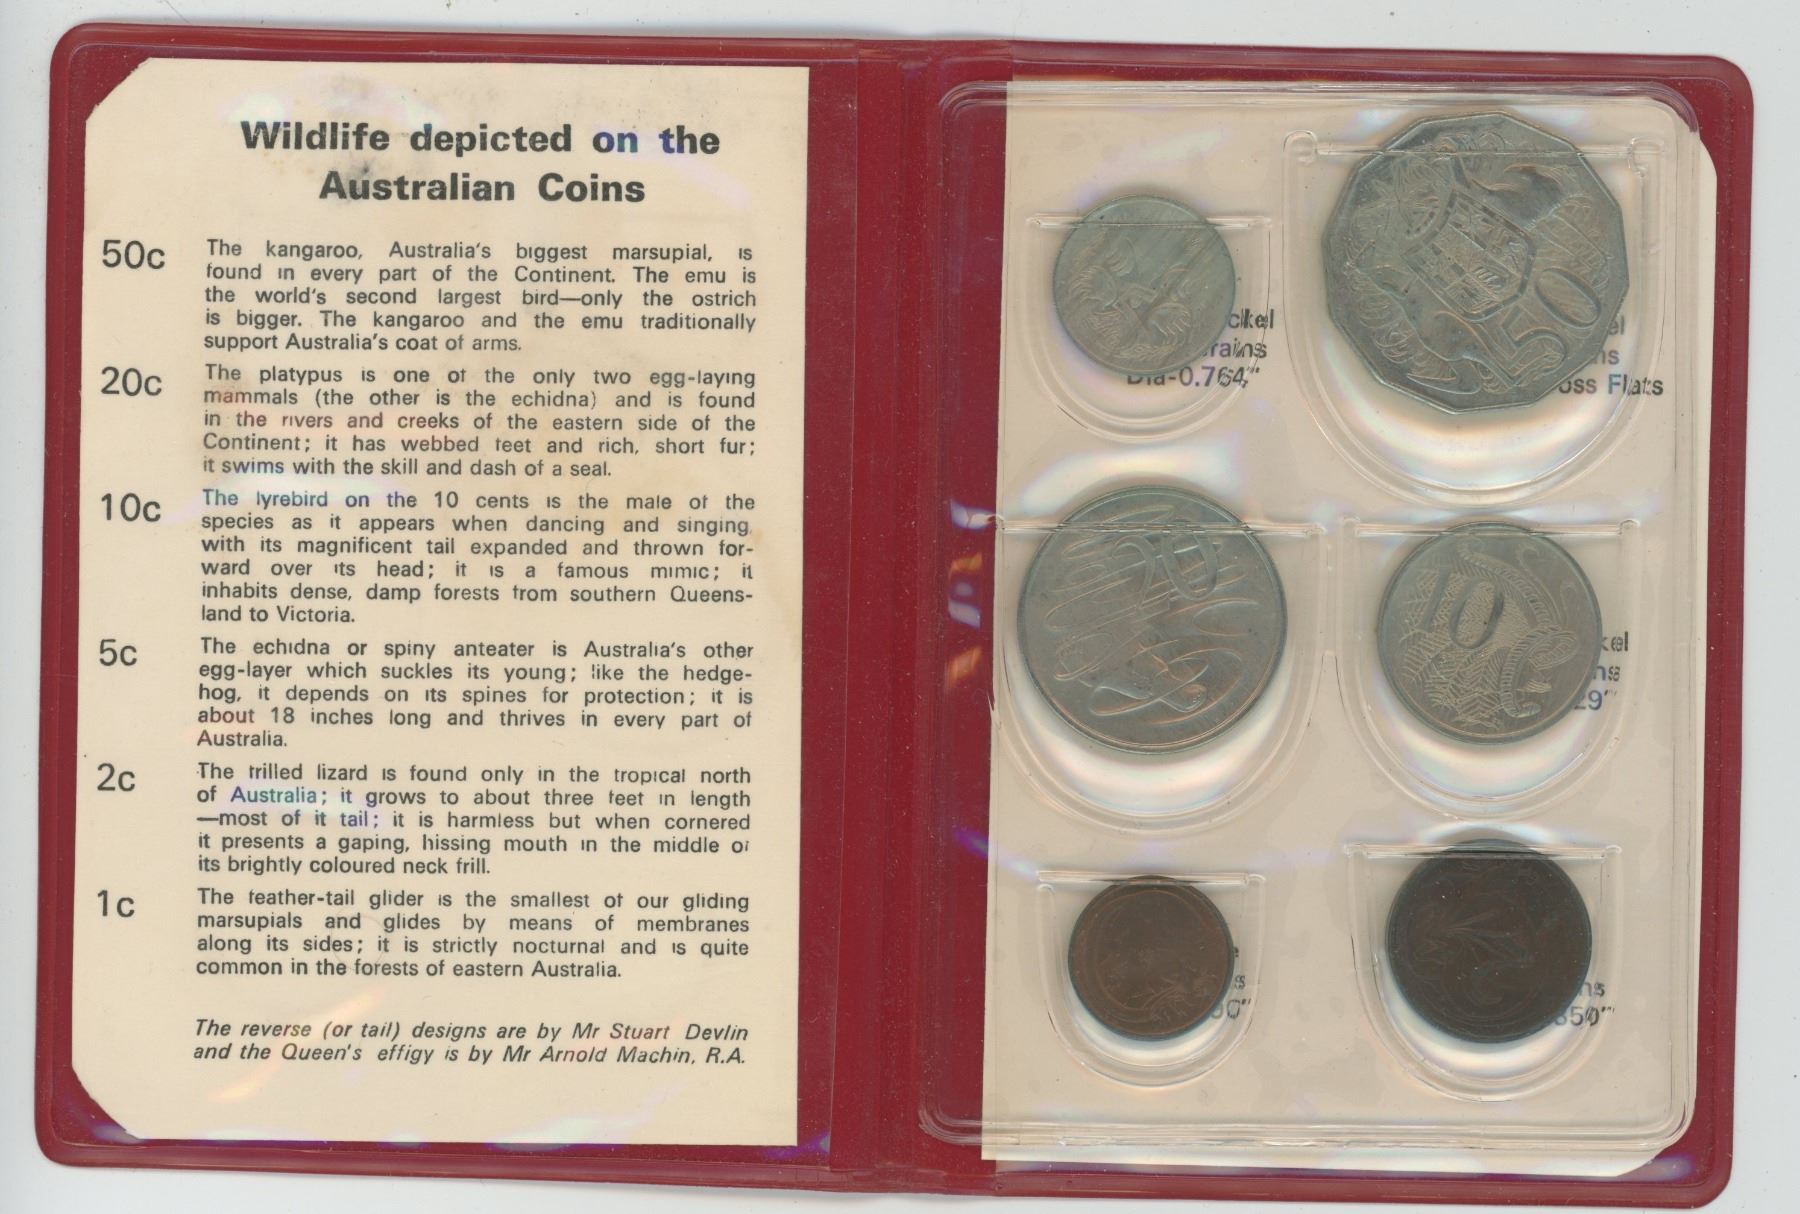 Wildlife depicted on the
Australian Coins
50c
The kangaroo, Australia's biggest marsupial, is
found in every part of the Continent. The emu is
the world's second largest bird—only the ostrich
is bigger. The kangaroo and the emu traditionally
support Australia's coat of arms.
20c
The platypus is one of the only two egg-laying
mammals (the other is the echidna) and is found
in the rivers and creeks of the eastern side of the
Continent; it has webbed feet and rich, short fur;
it swims with the skill and dash of a seal.
10c
The lyrebird on the 10 cents is the male of the
species as it appears when dancing and singing
with its magnificent tail expanded and thrown for-
ward over its head; it is a famous mimic; it
inhabits dense, damp forests from southern Queens-
land to Victoria.
5c
The echidna or spiny anteater is Australia's other
egg-layer which suckles its young; like the hedge-
hog, it depends on its spines for protection; it is
about 18 inches long and thrives in every part of
Australia.
2c
The frilled lizard is found only in the tropical north
of Australia; it grows to about three feet in length
—most of it tail; it is harmless but when cornered
it presents a gaping, hissing mouth in the middle of
its brightly coloured neck frill.
1c
The feather-tail glider is the smallest of our gliding
marsupials and glides by means of membranes
along its sides; it is strictly nocturnal and is quite
common in the forests of eastern Australia.
The reverse (or tail) designs are by Mr Stuart Devlin
and the Queen's effigy is by Mr Arnold Machin, R.A.
Dia-0.764"
50
oss Flats
20
10